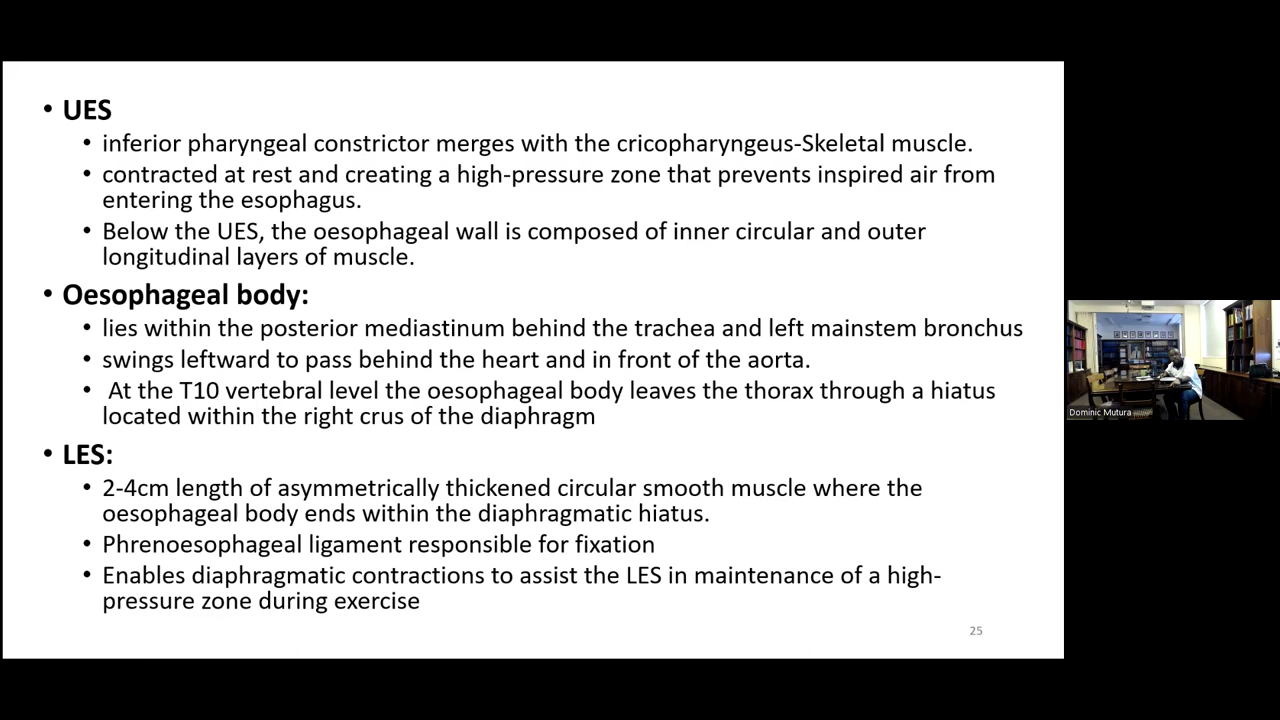 • UES
• inferior pharyngeal constrictor merges with the cricopharyngeus-Skeletal muscle.
• contracted at rest and creating a high-pressure zone that prevents inspired air from
entering the esophagus.
• Below the UES, the oesophageal wall is composed of inner circular and outer
longitudinal layers of muscle.
• Oesophageal body:
• lies within the posterior mediastinum behind the trachea and left mainstem bronchus
• swings leftward to pass behind the heart and in front of the aorta.
• At the T10 vertebral level the oesophageal body leaves the thorax through a hiatus
located within the right crus of the diaphragm
• LES:
• 2-4cm length of asymmetrically thickened circular smooth muscle where the
oesophageal body ends within the diaphragmatic hiatus.
• Phrenoesophageal ligament responsible for fixation
• Enables diaphragmatic contractions to assist the LES in maintenance of a high-
pressure zone during exercise
25
Dominic Mutura